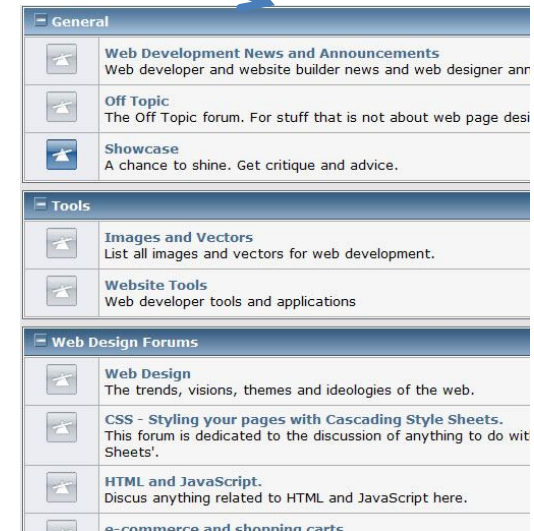 General
Web Development News and Announcements
Web developer and website builder news and web designer ann
Off Topic
The Off Topic forum. For stuff that is not about web page desi
Showcase
A chance to shine. Get critique and advice.
Tools
Images and Vectors
List all images and vectors for web development.
Website Tools
Web developer tools and applications
Web Design Forums
Web Design
The trends, visions, themes and ideologies of the web.
CSS - Styling your pages with Cascading Style Sheets.
This forum is dedicated to the discussion of anything to do wit
Sheets'.
HTML and JavaScript.
Discus anything related to HTML and JavaScript here.
e-commerce and shopping carts